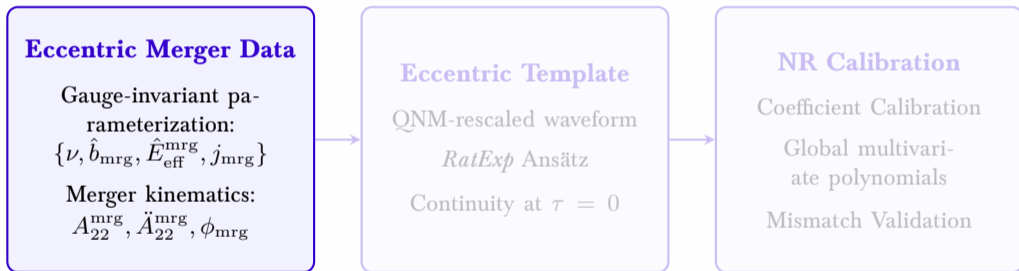 Eccentric Merger Data
Gauge-invariant pa-
rameterization:
{ν, b̂_mrg, Ê_eff^mrg, j_mrg}
Merger kinematics:
A_22^mrg, Ä_22^mrg, ϕ_mrg
Eccentric Template
QNM-rescaled waveform
RatExp Ansätz
Continuity at τ = 0
NR Calibration
Coefficient Calibration
Global multivari-
ate polynomials
Mismatch Validation